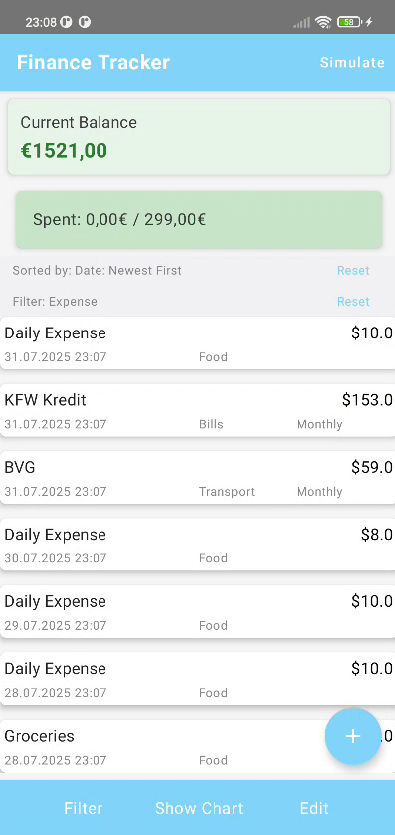 23:08 58
Finance Tracker Simulate
Current Balance
€1521,00
Spent: 0,00€ / 299,00€
Sorted by: Date: Newest First Reset
Filter: Expense Reset
Daily Expense $10.0
31.07.2025 23:07 Food
KFW Kredit $153.0
31.07.2025 23:07 Bills Monthly
BVG $59.0
31.07.2025 23:07 Transport Monthly
Daily Expense $8.0
30.07.2025 23:07 Food
Daily Expense $10.0
29.07.2025 23:07 Food
Daily Expense $10.0
28.07.2025 23:07 Food
Groceries
28.07.2025 23:07 Food
Filter Show Chart Edit